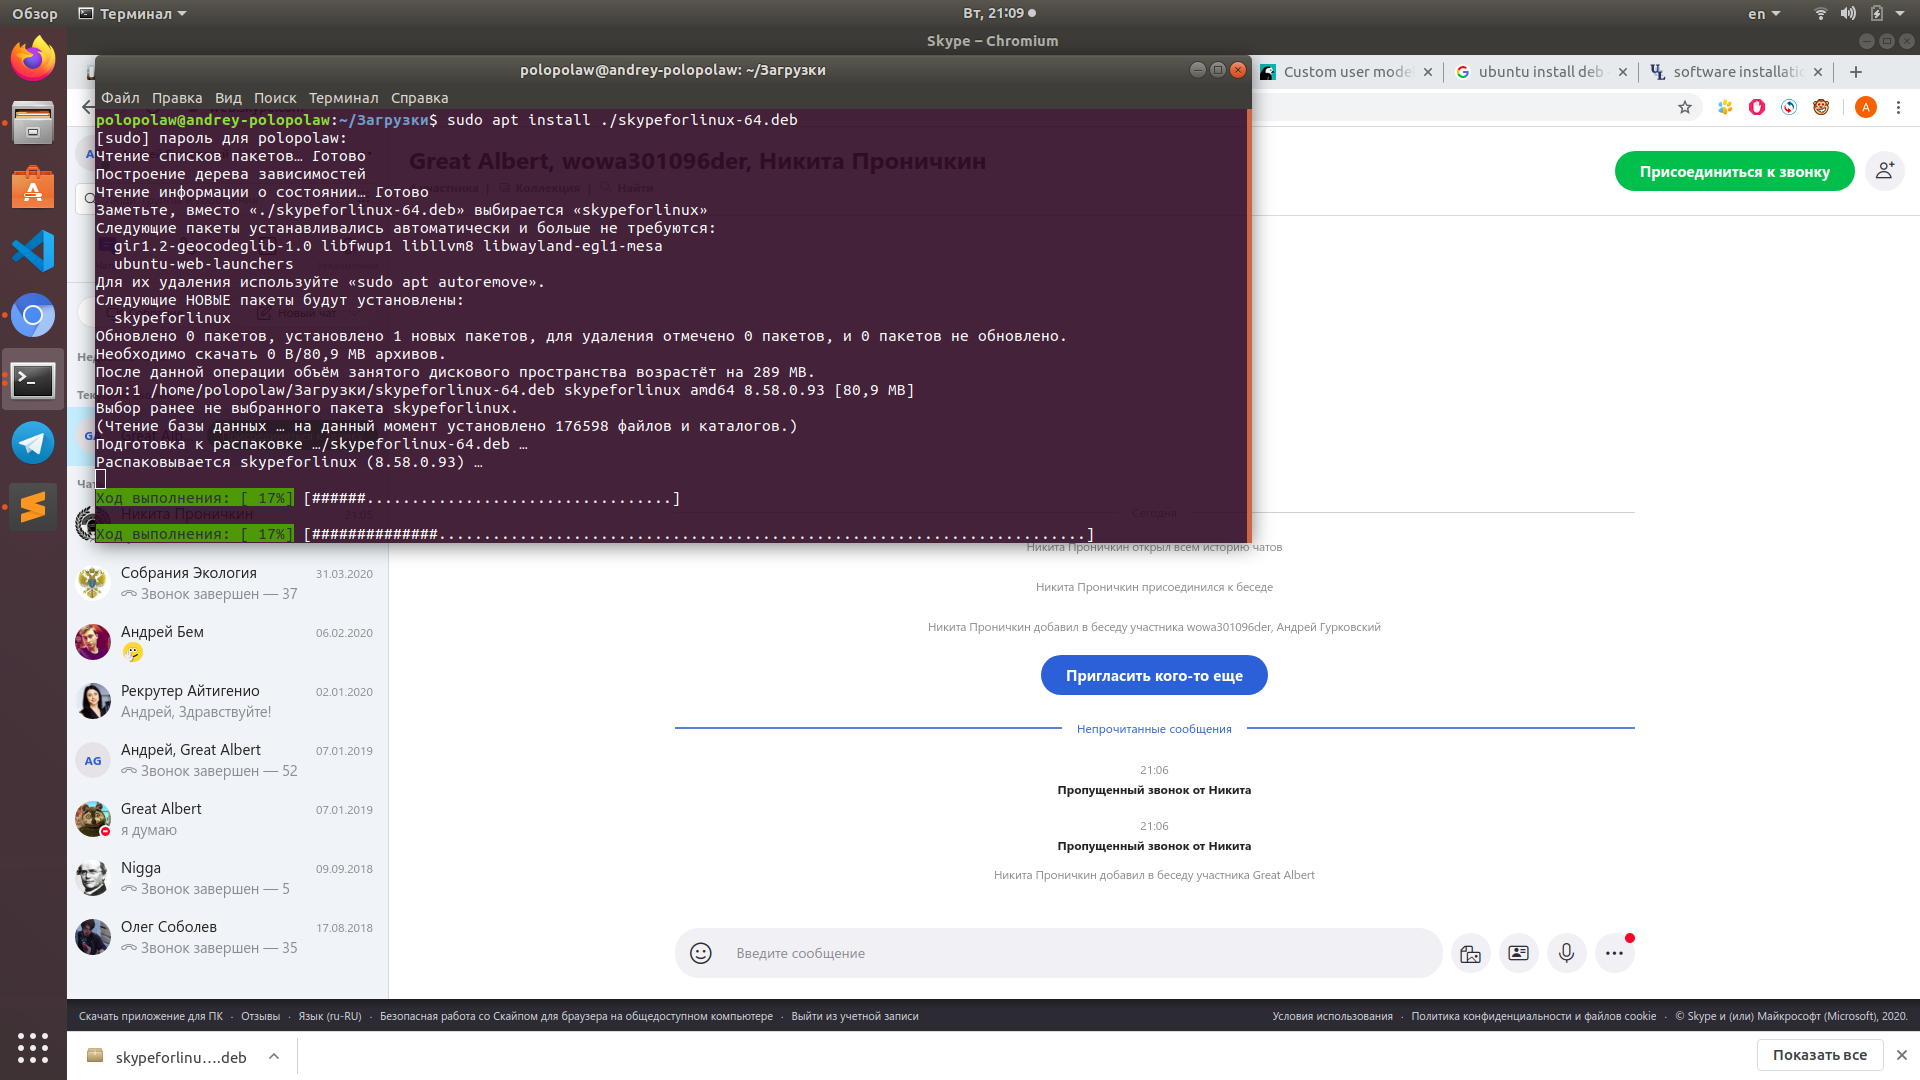 Обзор
Терминал
Вт, 21:09
en
Skype – Chromium
polopolaw@andrey-polopolaw: ~/Загрузки
Custom user mode
ubuntu install deb
software installati
Файл Правка Вид Поиск Терминал Справка
polopolaw@andrey-polopolaw:~/Загрузки$ sudo apt install ./skypeforlinux-64.deb
[sudo] пароль для polopolaw:
Чтение списков пакетов… Готово
Построение дерева зависимостей
Чтение информации о состоянии… Готово
Заметьте, вместо «./skypeforlinux-64.deb» выбирается «skypeforlinux»
Следующие пакеты устанавливались автоматически и больше не требуются:
gir1.2-geocodeglib-1.0 libfwup1 libllvm8 libwayland-egl1-mesa
ubuntu-web-launchers
Для их удаления используйте «sudo apt autoremove».
Следующие НОВЫЕ пакеты будут установлены:
skypeforlinux
Обновлено 0 пакетов, установлено 1 новых пакетов, для удаления отмечено 0 пакетов, и 0 пакетов не обновлено.
Необходимо скачать 0 B/80,9 MB архивов.
После данной операции объём занятого дискового пространства возрастёт на 289 MB.
Пол:1 /home/polopolaw/Загрузки/skypeforlinux-64.deb skypeforlinux amd64 8.58.0.93 [80,9 MB]
Выбор ранее не выбранного пакета skypeforlinux.
(Чтение базы данных … на данный момент установлено 176598 файлов и каталогов.)
Подготовка к распаковке …/skypeforlinux-64.deb …
Распаковывается skypeforlinux (8.58.0.93) …
Ход выполнения: [ 17%] [######..................................]
Ход выполнения: [ 17%] [##############........................................................................]
Great Albert, wowa301096der, Никита Проничкин
Коллекция | Найти
Присоединиться к звонку
A
Новый чат
Никита Проничкин
Собрания Экология 31.03.2020
Звонок завершен — 37
Андрей Бем 06.02.2020
Рекрутер Айтигенио 02.01.2020
Андрей, Здравствуйте!
AG
Андрей, Great Albert 07.01.2019
Звонок завершен — 52
Great Albert 07.01.2019
я думаю
Nigga 09.09.2018
Звонок завершен — 5
Олег Соболев 17.08.2018
Звонок завершен — 35
Сегодня
Никита Проничкин открыл всем историю чатов
Никита Проничкин присоединился к беседе
Никита Проничкин добавил в беседу участника wowa301096der, Андрей Гурковский
Пригласить кого-то еще
Непрочитанные сообщения
21:06
Пропущенный звонок от Никита
21:06
Пропущенный звонок от Никита
Никита Проничкин добавил в беседу участника Great Albert
Введите сообщение
Скачать приложение для ПК · Отзывы · Язык (ru-RU) · Безопасная работа со Скайпом для браузера на общедоступном компьютере · Выйти из учетной записи
Условия использования · Политика конфиденциальности и файлов cookie · © Skype и (или) Майкрософт (Microsoft), 2020.
skypeforlinu….deb
Показать все